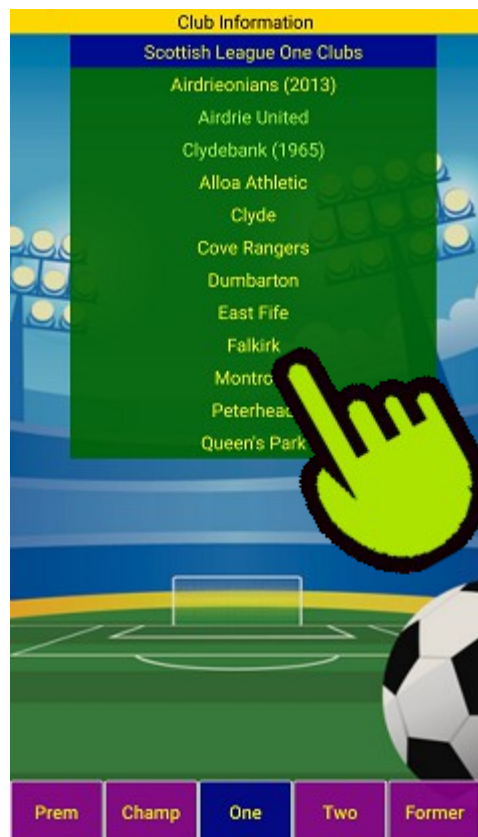 Club Information
Scottish League One Clubs
Airdrieonians (2013)
Airdrie United
Clydebank (1965)
Alloa Athletic
Clyde
Cove Rangers
Dumbarton
East Fife
Falkirk
Montro
Peterhead
Queen's Park
Prem Champ One Two Former